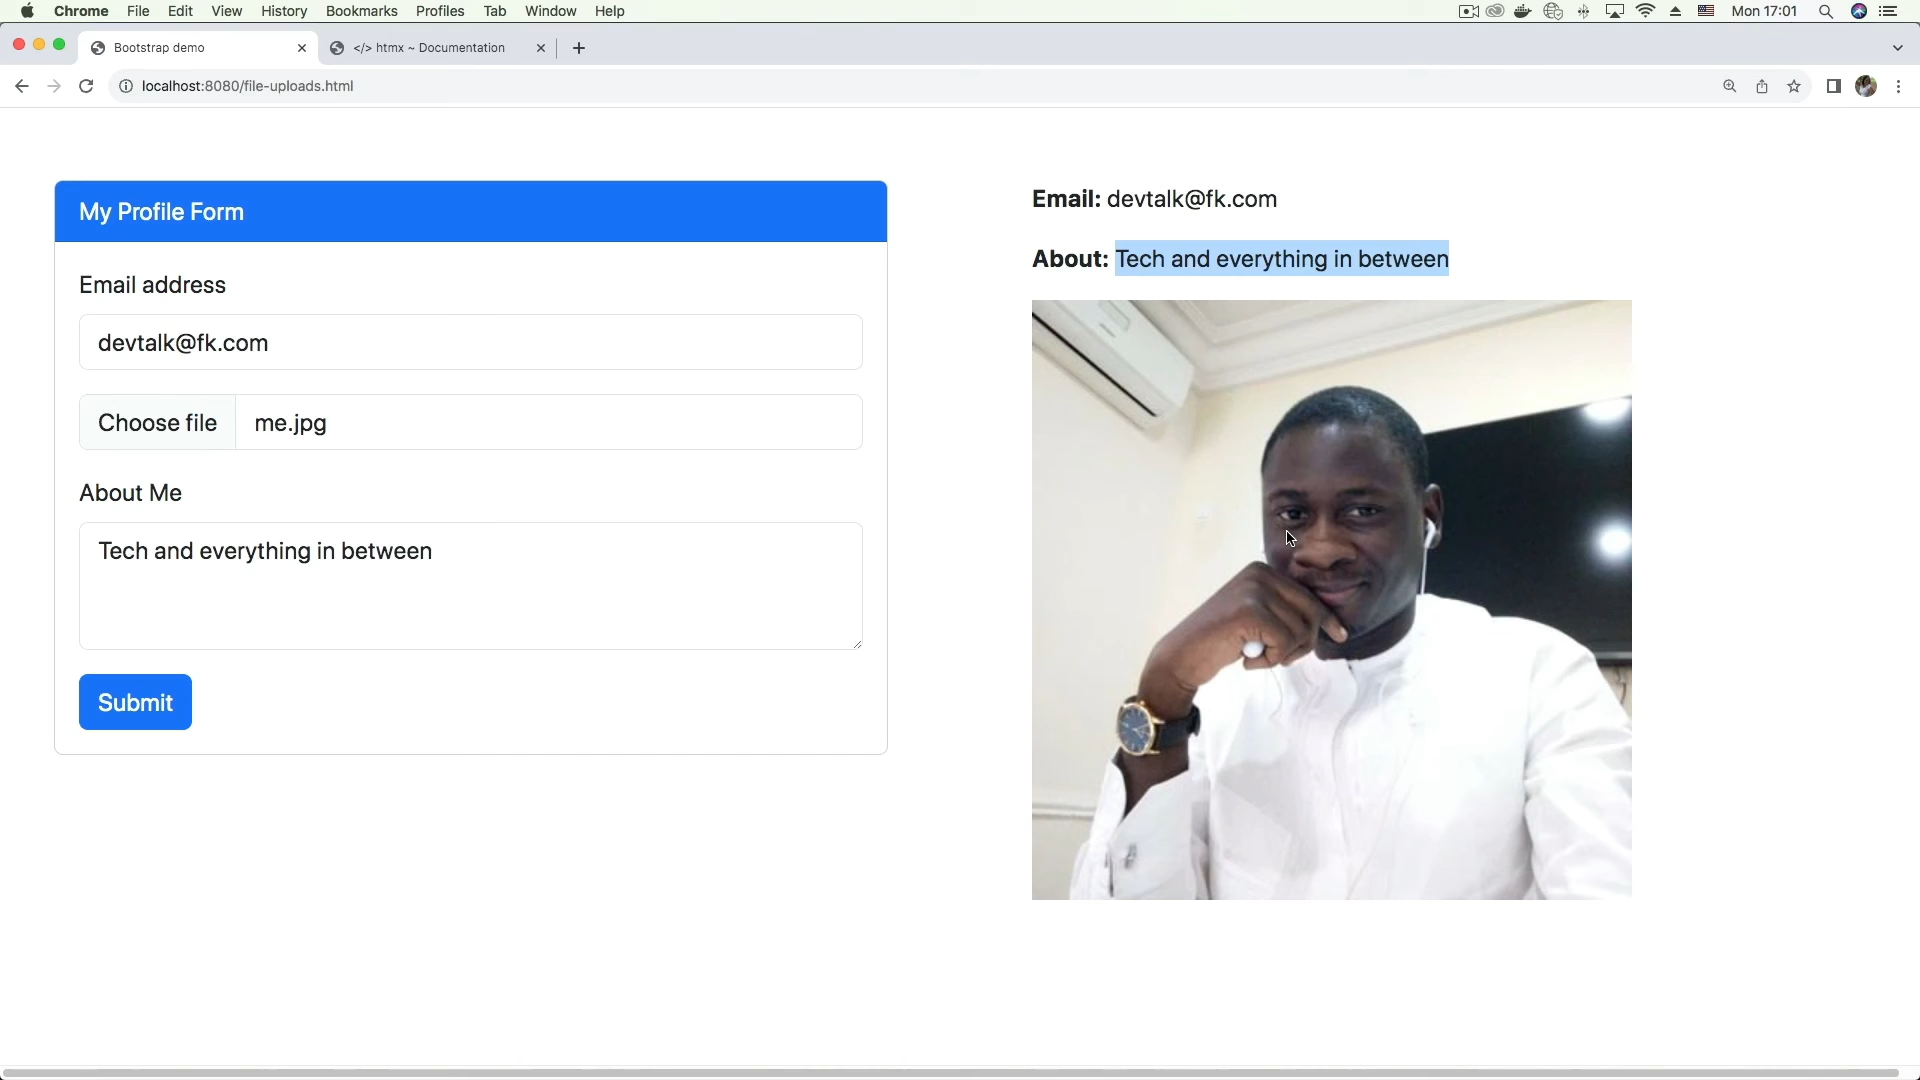 Chrome File Edit View History Bookmarks Profiles Tab Window Help Mon 17:01
Bootstrap demo </> htmx ~ Documentation
localhost:8080/file-uploads.html
My Profile Form
Email address
devtalk@fk.com
Choose file me.jpg
About Me
Tech and everything in between
Submit
Email: devtalk@fk.com
About: Tech and everything in between